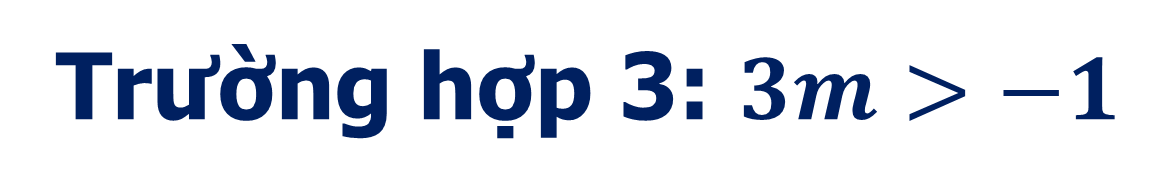 Trường hợp 3: 3m > −1